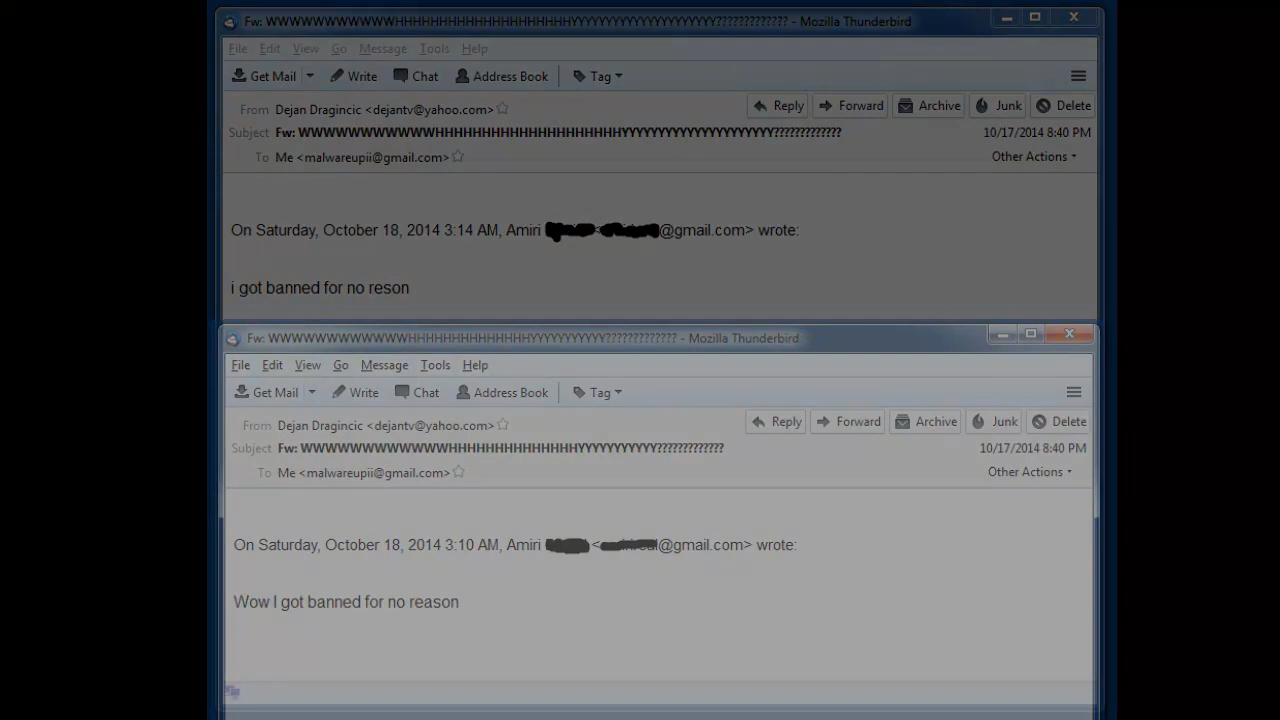 Fw: WWWWWWWWWWWWHHHHHHHHHHHHHHHHHHHHYYYYYYYYYYYYYYYYYYYY????????????? - Mozilla Thunderbird
File Edit View Go Message Tools Help
Get Mail Write Chat Address Book Tag
From Dejan Dragincic <dejantv@yahoo.com> Reply Forward Archive Junk Delete
Subject Fw: WWWWWWWWWWWWHHHHHHHHHHHHHHHHHHHHYYYYYYYYYYYYYYYYYYYY????????????? 10/17/2014 8:40 PM
To Me <malwareupii@gmail.com> Other Actions
On Saturday, October 18, 2014 3:14 AM, Amiri @gmail.com> wrote:
i got banned for no reson
Fw: WWWWWWWWWWWWWHHHHHHHHHHHHHHYYYYYYYYYYY????????????? - Mozilla Thunderbird
File Edit View Go Message Tools Help
Get Mail Write Chat Address Book Tag
From Dejan Dragincic <dejantv@yahoo.com> Reply Forward Archive Junk Delete
Subject Fw: WWWWWWWWWWWWWHHHHHHHHHHHHHHYYYYYYYYYYY????????????? 10/17/2014 8:40 PM
To Me <malwareupii@gmail.com> Other Actions
On Saturday, October 18, 2014 3:10 AM, Amiri < @gmail.com> wrote:
Wow I got banned for no reason